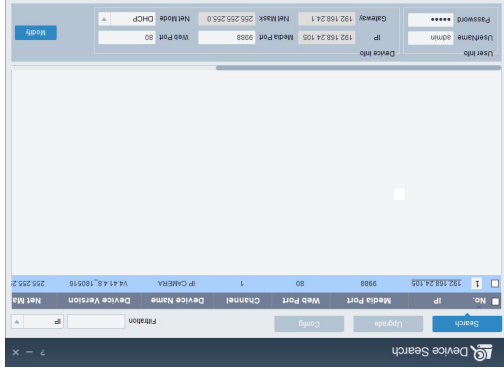 Device Search ? — ×
Search Upgrade Config Filtration IP
No. IP Media Port Web Port Channel Device Name Device Version Net Ma
1 192.168.24.105 9988 80 1 IP CAMERA V4.41.4.8_180516 255.255.2
User Info
UserName admin
Password •••••
Device Info
IP 192.168.24.105 Media Port 9988 Web Port 80
Gateway 192.168.24.1 Net Mask 255.255.255.0 Net Mode DHCP
Modify